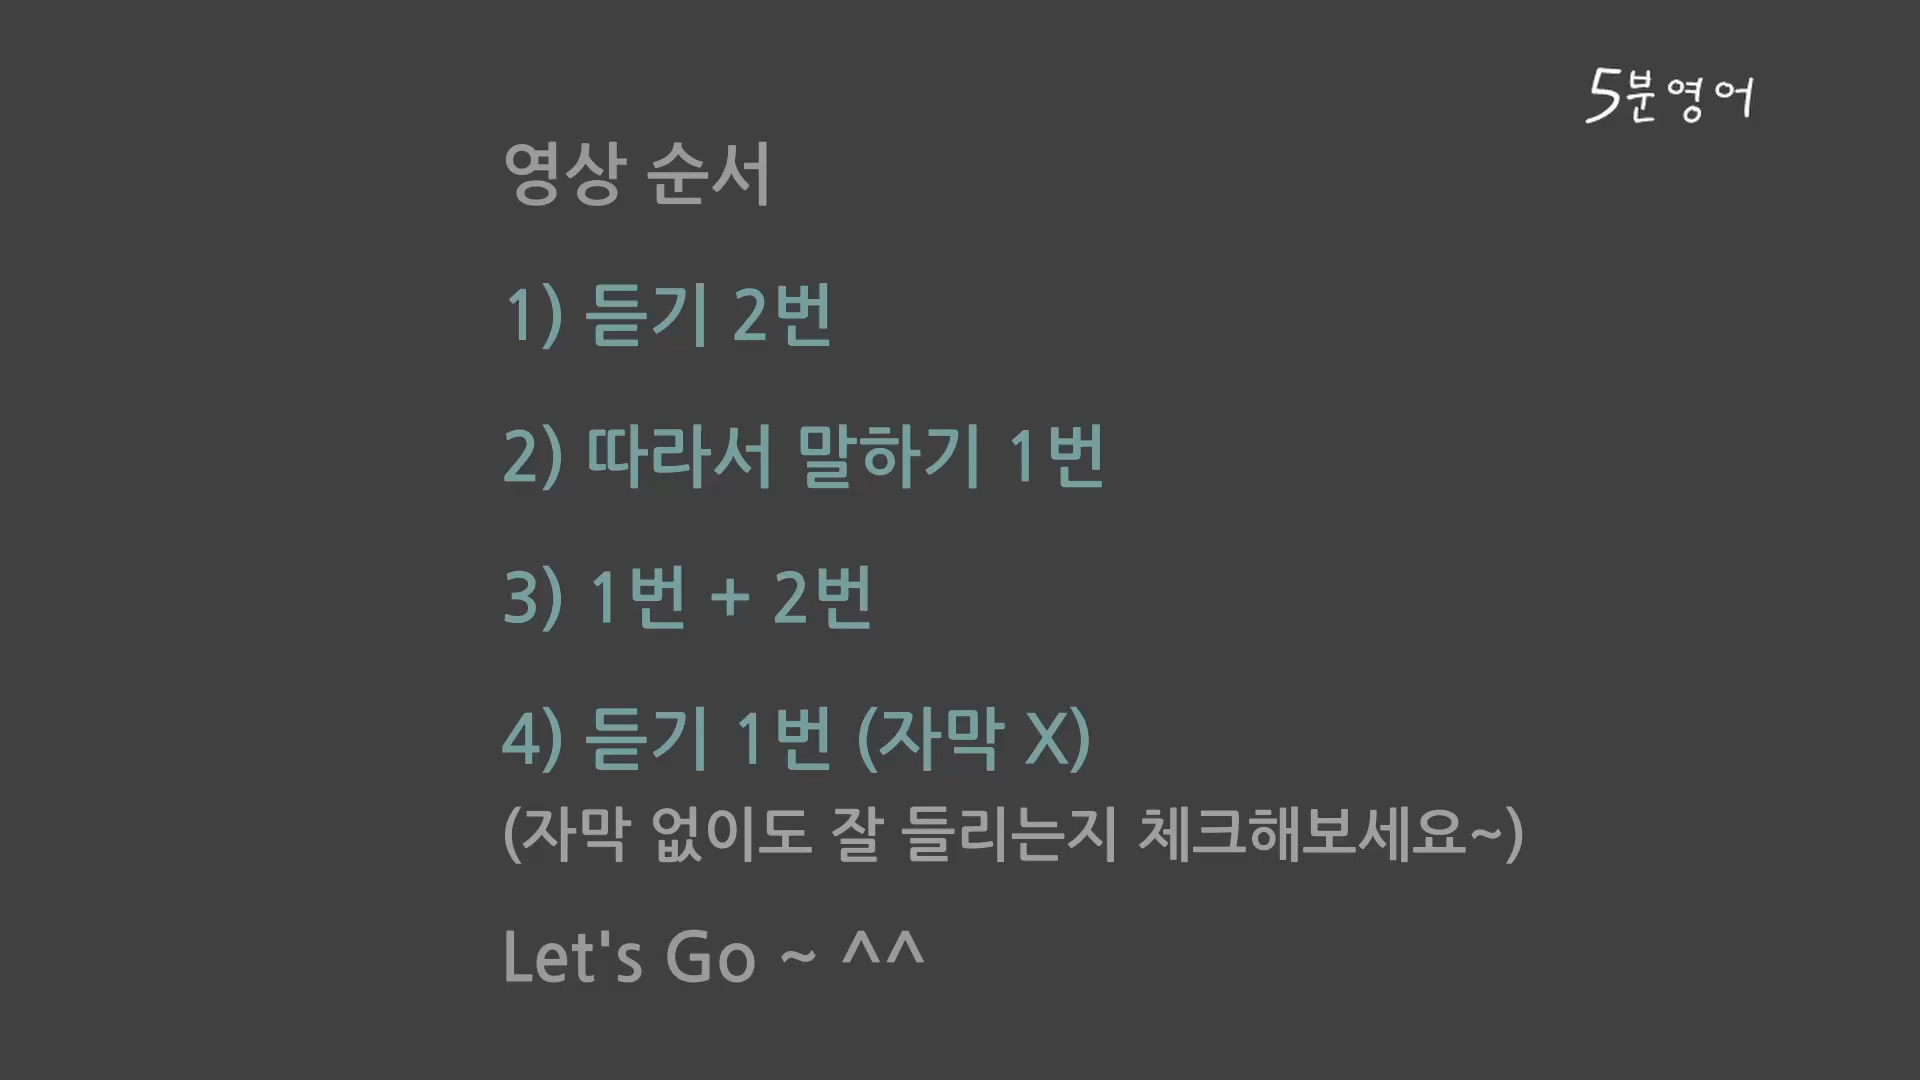 5분영어
영상 순서
1) 듣기 2번
2) 따라서 말하기 1번
3) 1번 + 2번
4) 듣기 1번 (자막 X)
(자막 없이도 잘 들리는지 체크해보세요~)
Let's Go ~ ^^